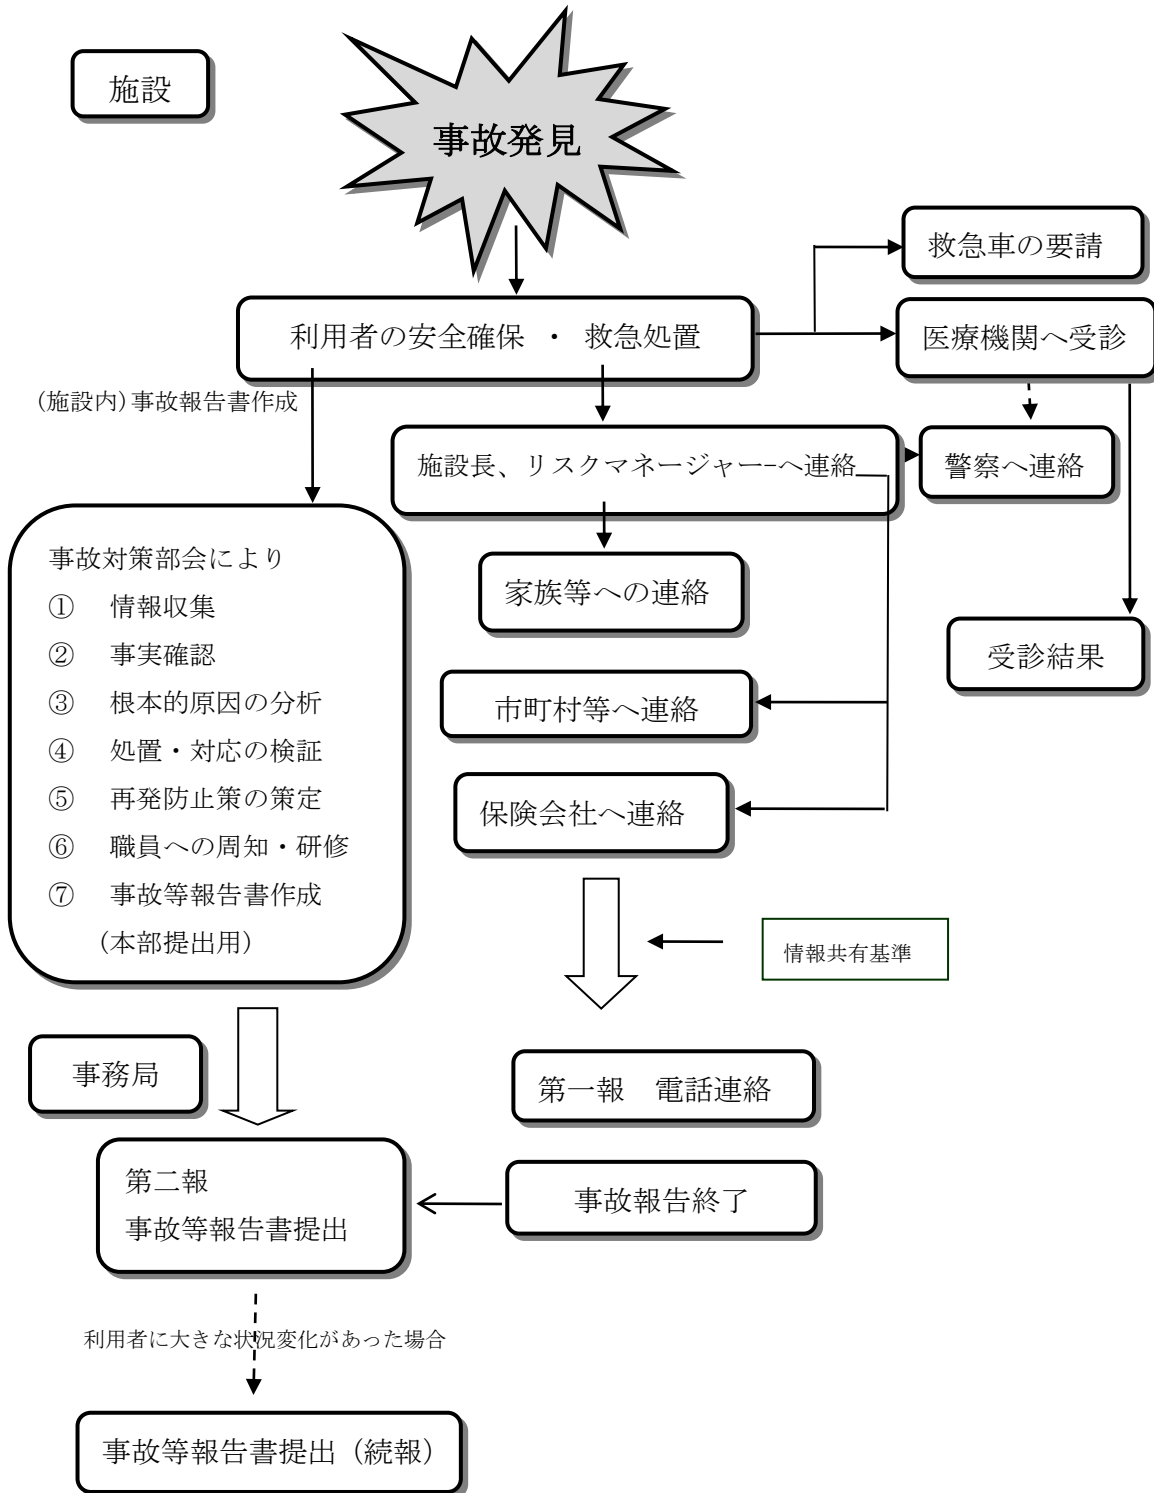 施設
事故発見
救急車の要請
利用者の安全確保 ・ 救急処置
医療機関へ受診
(施設内)事故報告書作成
施設長、リスクマネージャー-へ連絡
警察へ連絡
事故対策部会により
① 情報収集
② 事実確認
③ 根本的原因の分析
④ 処置・対応の検証
⑤ 再発防止策の策定
⑥ 職員への周知・研修
⑦ 事故等報告書作成
(本部提出用)
家族等への連絡
受診結果
市町村等へ連絡
保険会社へ連絡
情報共有基準
事務局
第一報 電話連絡
第二報
事故等報告書提出
事故報告終了
利用者に大きな状況変化があった場合
事故等報告書提出（続報）